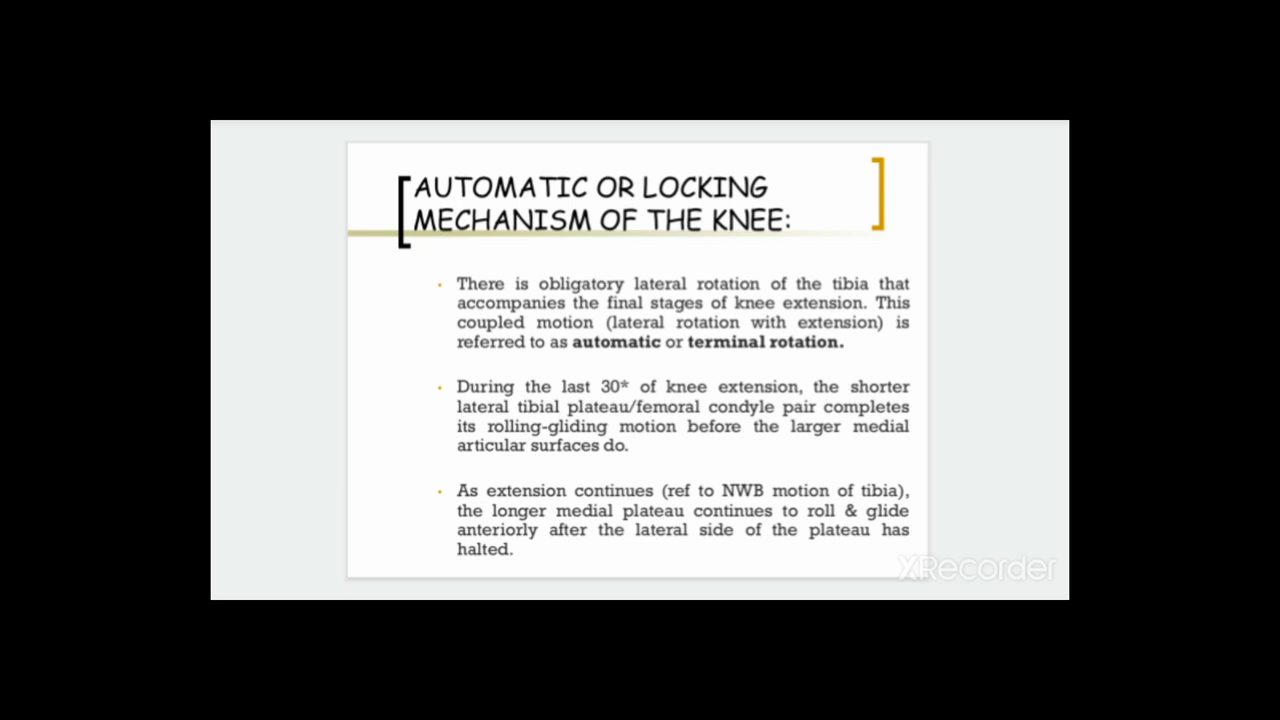 AUTOMATIC OR LOCKING
MECHANISM OF THE KNEE:
• There is obligatory lateral rotation of the tibia that
accompanies the final stages of knee extension. This
coupled motion (lateral rotation with extension) is
referred to as automatic or terminal rotation.
• During the last 30* of knee extension, the shorter
lateral tibial plateau/femoral condyle pair completes
its rolling-gliding motion before the larger medial
articular surfaces do.
• As extension continues (ref to NWB motion of tibia),
the longer medial plateau continues to roll & glide
anteriorly after the lateral side of the plateau has
halted.
XRecorder